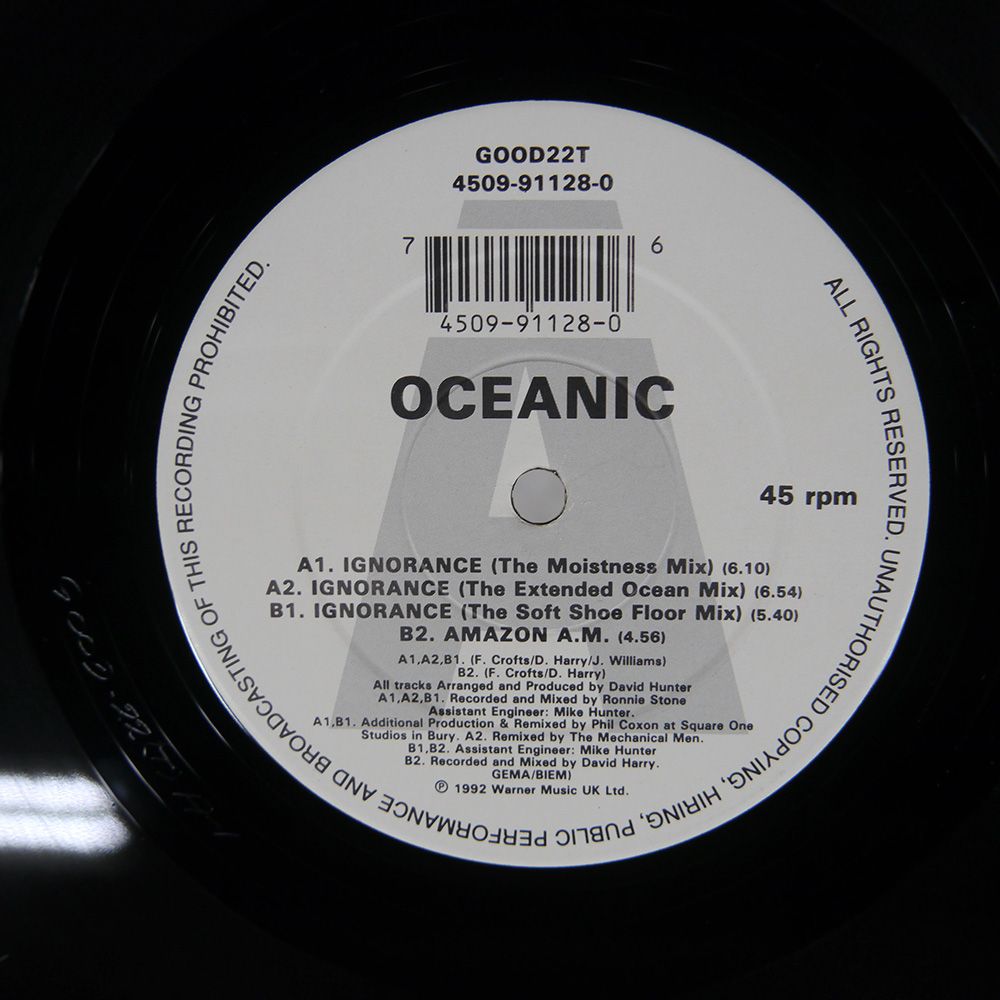 GOOD22T
4509-91128-0
7 6
4509-91128-0
A
OCEANIC
45 rpm
A1. IGNORANCE (The Moistness Mix) (6.10)
A2. IGNORANCE (The Extended Ocean Mix) (6.54)
B1. IGNORANCE (The Soft Shoe Floor Mix) (5.40)
B2. AMAZON A.M. (4.56)
A1,A2,B1. (F. Crofts/D. Harry/J. Williams)
B2. (F. Crofts/D. Harry)
All tracks Arranged and Produced by David Hunter
A1,A2,B1. Recorded and Mixed by Ronnie Stone
Assistant Engineer: Mike Hunter.
A1,B1. Additional Production & Remixed by Phil Coxon at Square One
Studios in Bury. A2. Remixed by The Mechanical Men.
B1,B2. Assistant Engineer: Mike Hunter
B2. Recorded and Mixed by David Harry.
GEMA/BIEM)
℗ 1992 Warner Music UK Ltd.
ALL RIGHTS RESERVED. UNAUTHORISED COPYING, HIRING, PUBLIC PERFORMANCE AND BROADCASTING OF THIS RECORDING PROHIBITED.